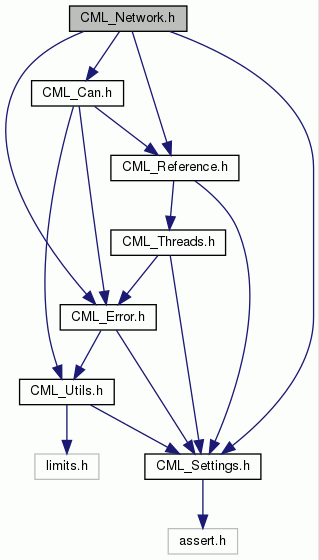 CML_Network.h
CML_Can.h
CML_Reference.h
CML_Threads.h
CML_Error.h
CML_Utils.h
limits.h
CML_Settings.h
assert.h